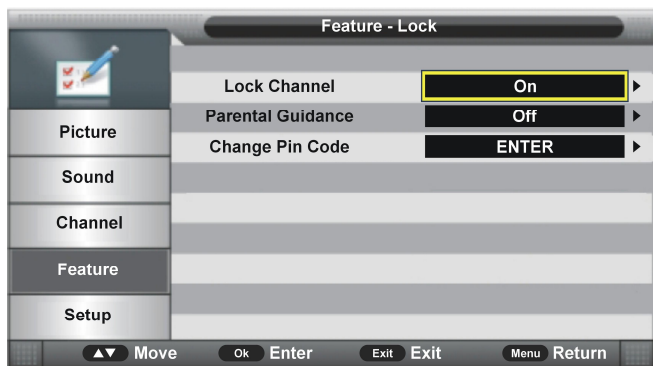 Feature - Lock
Lock Channel On
Parental Guidance Off
Change Pin Code ENTER
Picture
Sound
Channel
Feature
Setup
Move Ok Enter Exit Exit Menu Return